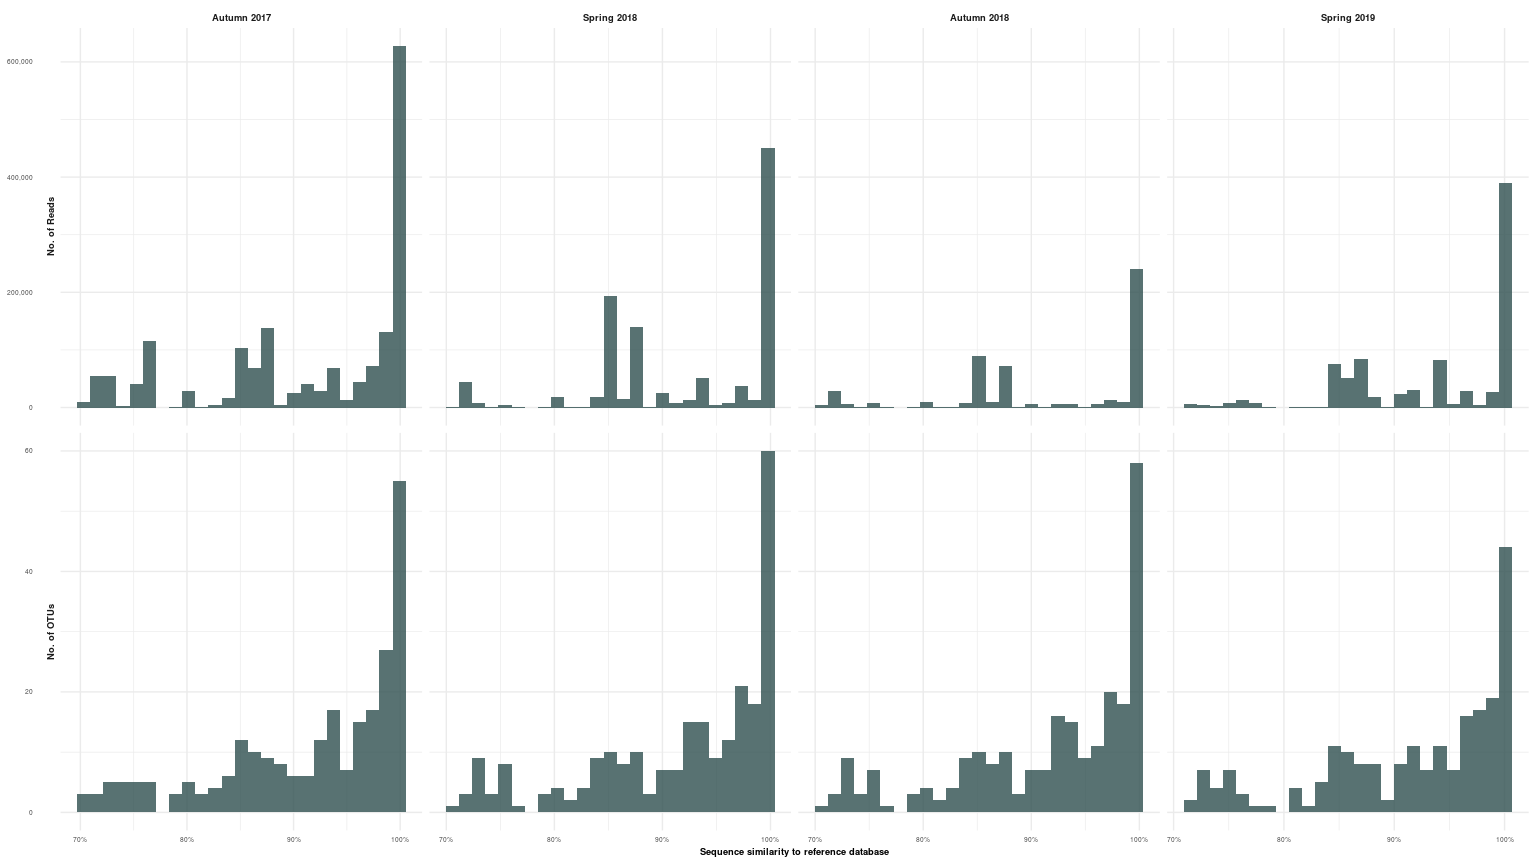 Autumn 2017 Spring 2018 Autumn 2018 Spring 2019
600,000
400,000
No. of Reads
200,000
0
60
40
No. of OTUs
20
0
70% 80% 90% 100% 70% 80% 90% 100% 70% 80% 90% 100% 70% 80% 90% 100%
Sequence similarity to reference database